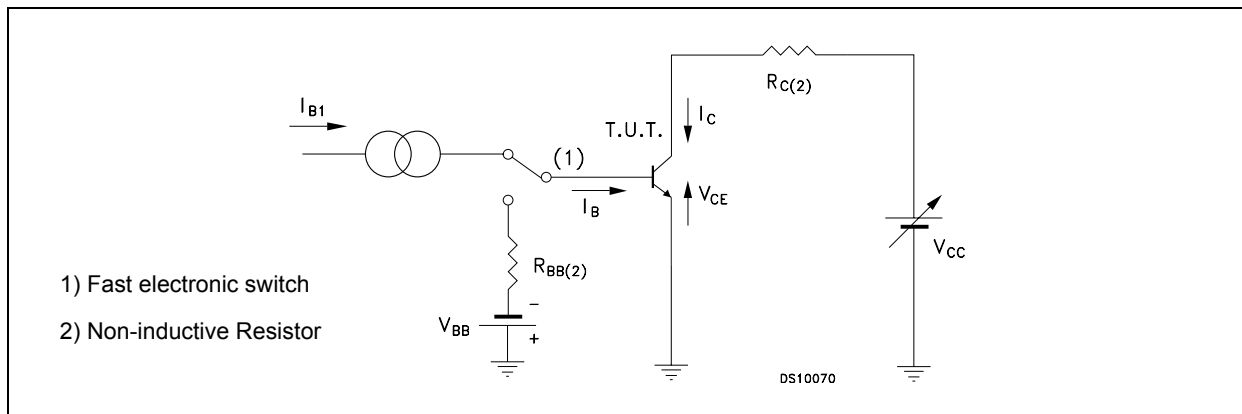 I_B1
R_C(2)
T.U.T.
I_C
(1)
I_B
V_CE
R_BB(2)
V_CC
1) Fast electronic switch
2) Non-inductive Resistor
V_BB
−
+
DS10070